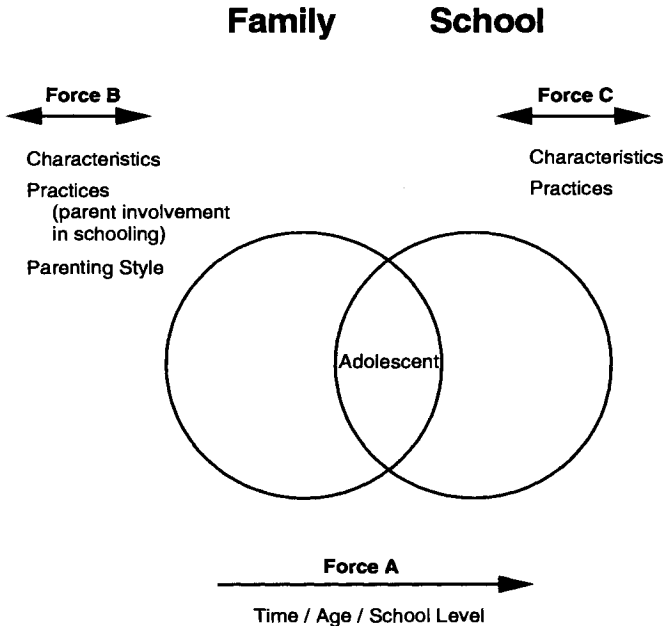 Family School
Force B
Force C
Characteristics
Practices
(parent involvement
in schooling)
Parenting Style
Characteristics
Practices
Adolescent
Force A
Time / Age / School Level